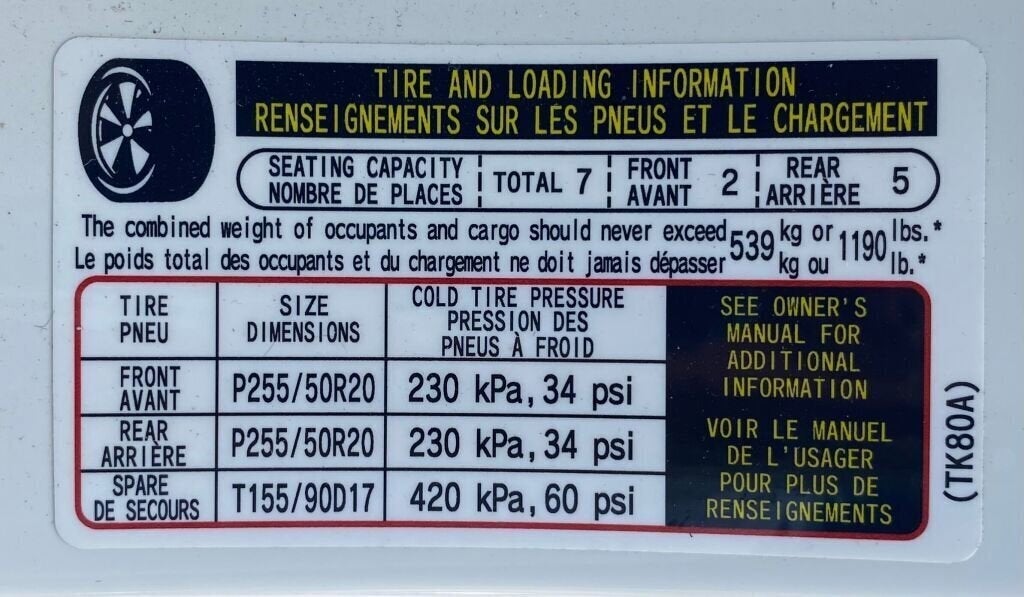 TIRE AND LOADING INFORMATION
RENSEIGNEMENTS SUR LES PNEUS ET LE CHARGEMENT
SEATING CAPACITY
NOMBRE DE PLACES
TOTAL 7
FRONT
AVANT
2
REAR
ARRIÈRE
5
The combined weight of occupants and cargo should never exceed 539 kg or 1190 lbs.*
Le poids total des occupants et du chargement ne doit jamais dépasser kg ou lb.*
TIRE
PNEU
SIZE
DIMENSIONS
COLD TIRE PRESSURE
PRESSION DES
PNEUS À FROID
FRONT
AVANT
P255/50R20
230 kPa, 34 psi
REAR
ARRIÈRE
P255/50R20
230 kPa, 34 psi
SPARE
DE SECOURS
T155/90D17
420 kPa, 60 psi
SEE OWNER'S
MANUAL FOR
ADDITIONAL
INFORMATION
VOIR LE MANUEL
DE L'USAGER
POUR PLUS DE
RENSEIGNEMENTS
(TK80A)